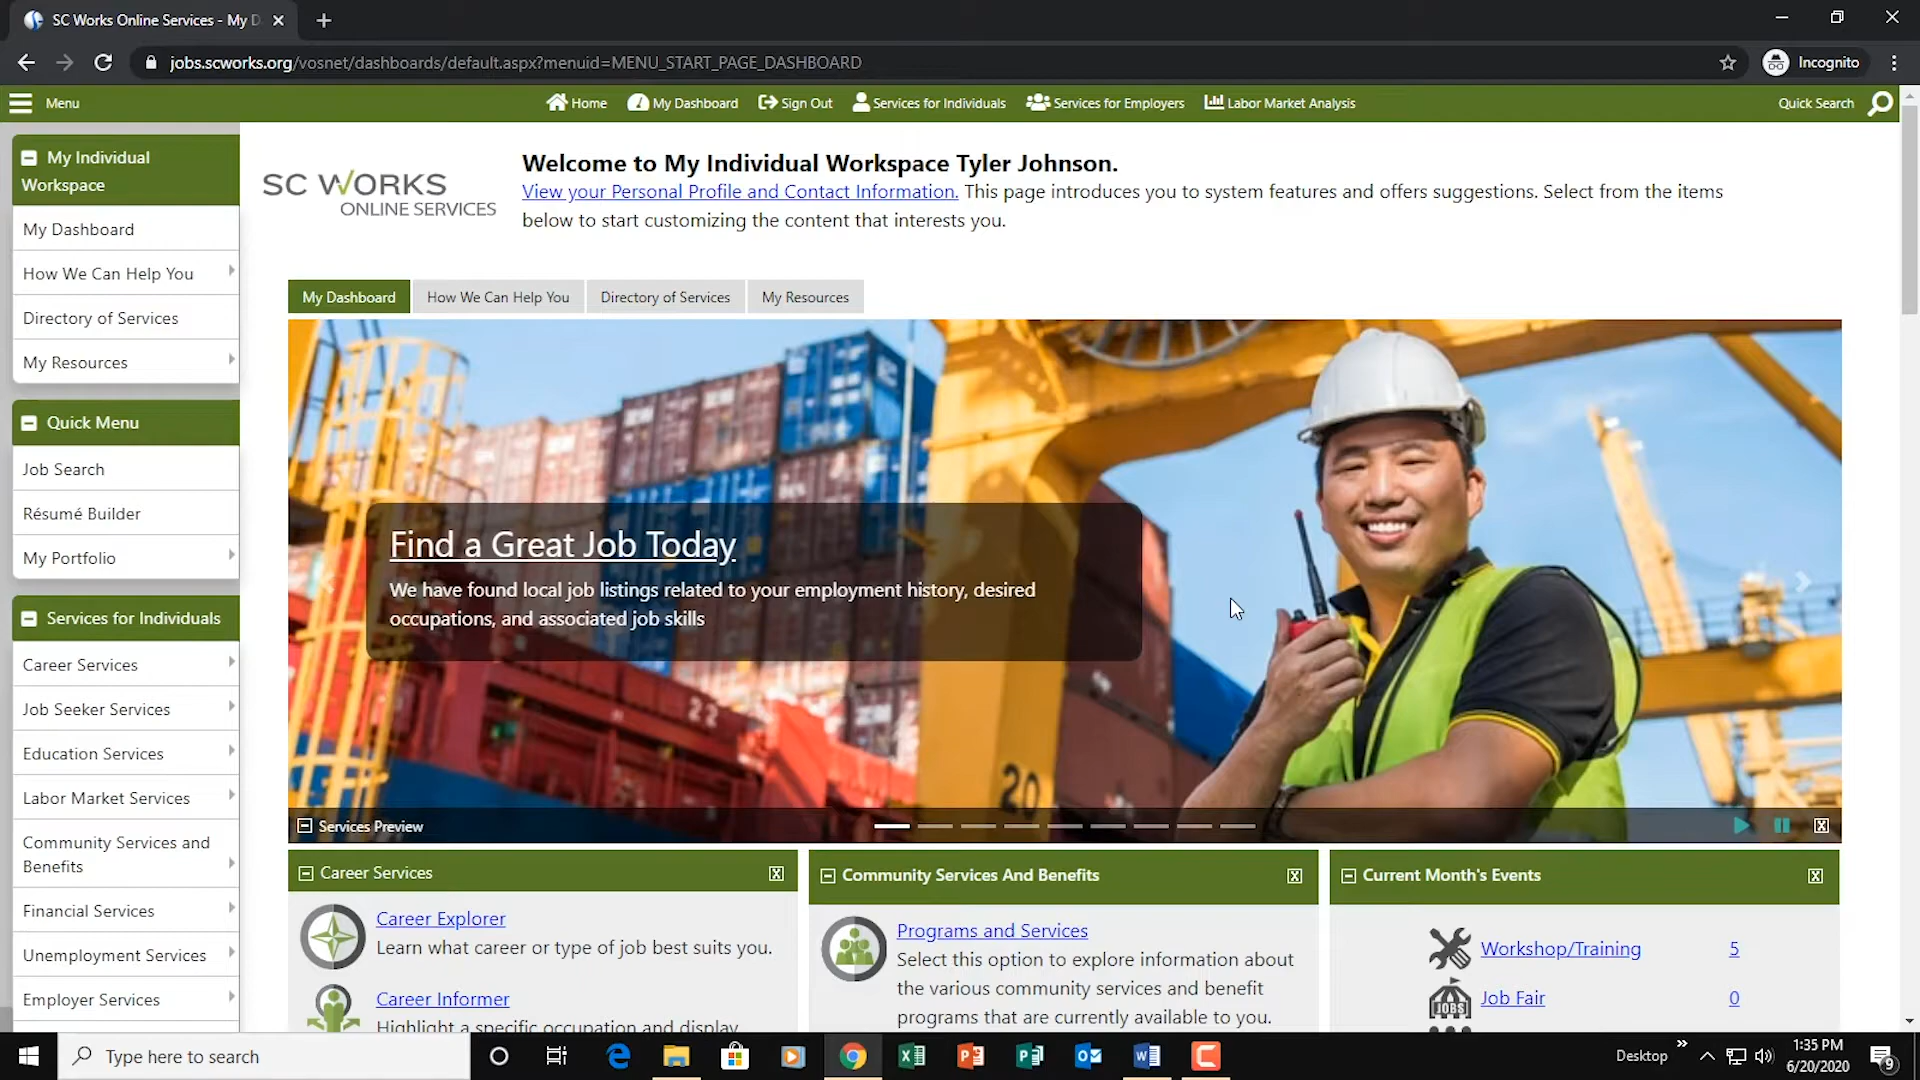 SC Works Online Services - My D
jobs.scworks.org/vosnet/dashboards/default.aspx?menuid=MENU_START_PAGE_DASHBOARD
Incognito
Menu
Home
My Dashboard
Sign Out
Services for Individuals
Services for Employers
Labor Market Analysis
Quick Search
My Individual
Workspace
My Dashboard
How We Can Help You
Directory of Services
My Resources
Quick Menu
Job Search
Résumé Builder
My Portfolio
Services for Individuals
Career Services
Job Seeker Services
Education Services
Labor Market Services
Community Services and
Benefits
Financial Services
Unemployment Services
Employer Services
SC WORKS
ONLINE SERVICES
Welcome to My Individual Workspace Tyler Johnson.
View your Personal Profile and Contact Information. This page introduces you to system features and offers suggestions. Select from the items
below to start customizing the content that interests you.
My Dashboard
How We Can Help You
Directory of Services
My Resources
Find a Great Job Today
We have found local job listings related to your employment history, desired
occupations, and associated job skills
22
20
Services Preview
Career Services
Career Explorer
Learn what career or type of job best suits you.
Career Informer
Highlight a specific occupation and display
Community Services And Benefits
Programs and Services
Select this option to explore information about
the various community services and benefit
programs that are currently available to you.
Current Month's Events
Workshop/Training 5
JOBS
Job Fair 0
Type here to search
Desktop
1:35 PM
6/20/2020
9